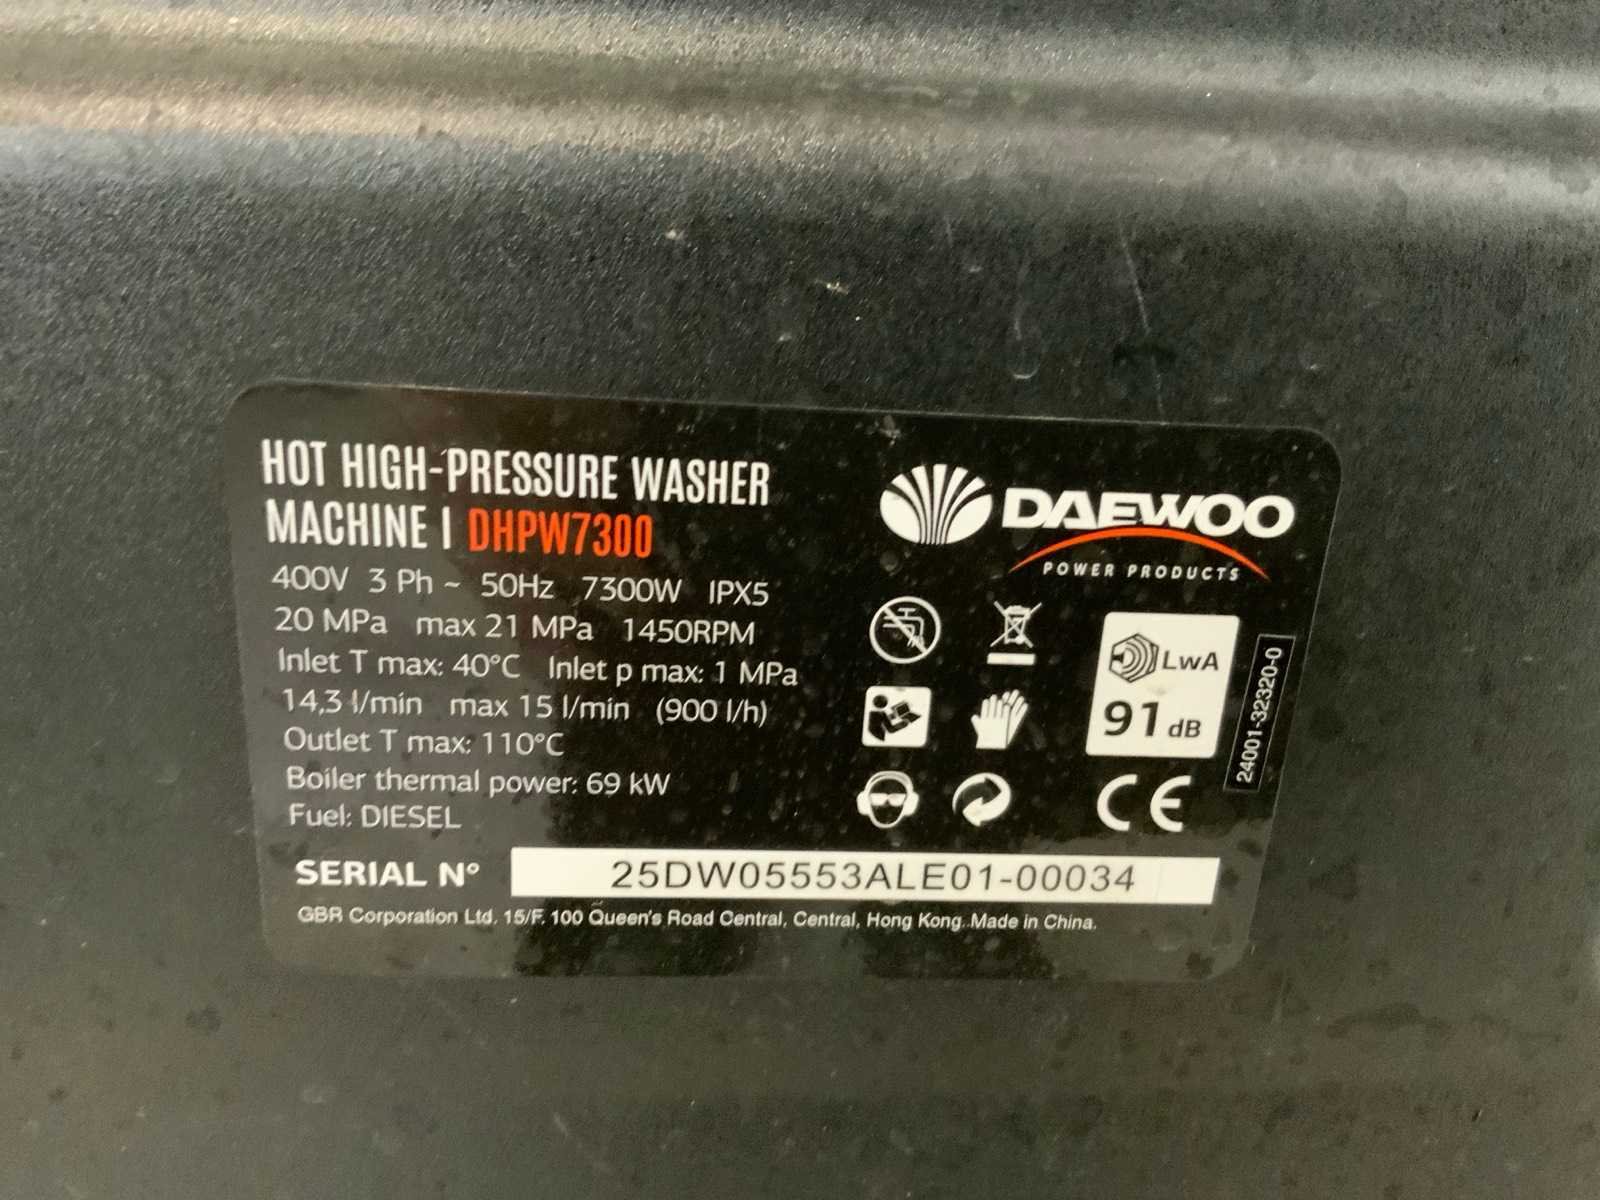 HOT HIGH-PRESSURE WASHER
MACHINE | DHPW7300
400V 3 Ph ~ 50Hz 7300W IPX5
20 MPa max 21 MPa 1450RPM
Inlet T max: 40°C Inlet p max: 1 MPa
14,3 l/min max 15 l/min (900 l/h)
Outlet T max: 110°C
Boiler thermal power: 69 kW
Fuel: DIESEL
DAEWOO
POWER PRODUCTS
LWA
91 dB
24001-32320-0
CE
SERIAL N° 25DW05553ALE01-00034
GBR Corporation Ltd. 15/F. 100 Queen's Road Central, Central, Hong Kong. Made in China.